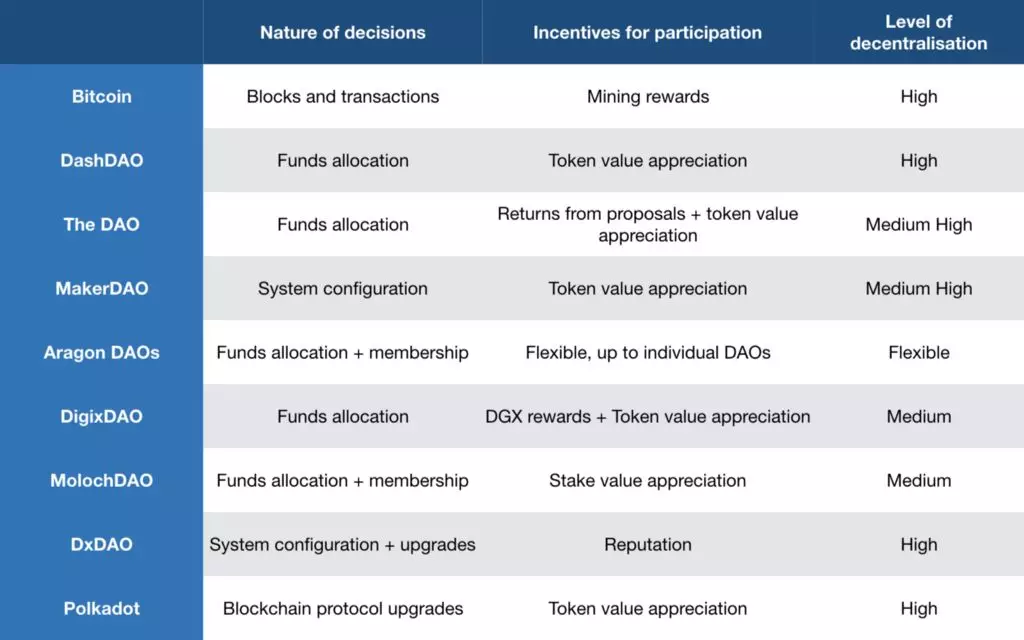 Nature of decisions Incentives for participation Level of decentralisation
Bitcoin Blocks and transactions Mining rewards High
DashDAO Funds allocation Token value appreciation High
The DAO Funds allocation Returns from proposals + token value appreciation Medium High
MakerDAO System configuration Token value appreciation Medium High
Aragon DAOs Funds allocation + membership Flexible, up to individual DAOs Flexible
DigixDAO Funds allocation DGX rewards + Token value appreciation Medium
MolochDAO Funds allocation + membership Stake value appreciation Medium
DxDAO System configuration + upgrades Reputation High
Polkadot Blockchain protocol upgrades Token value appreciation High